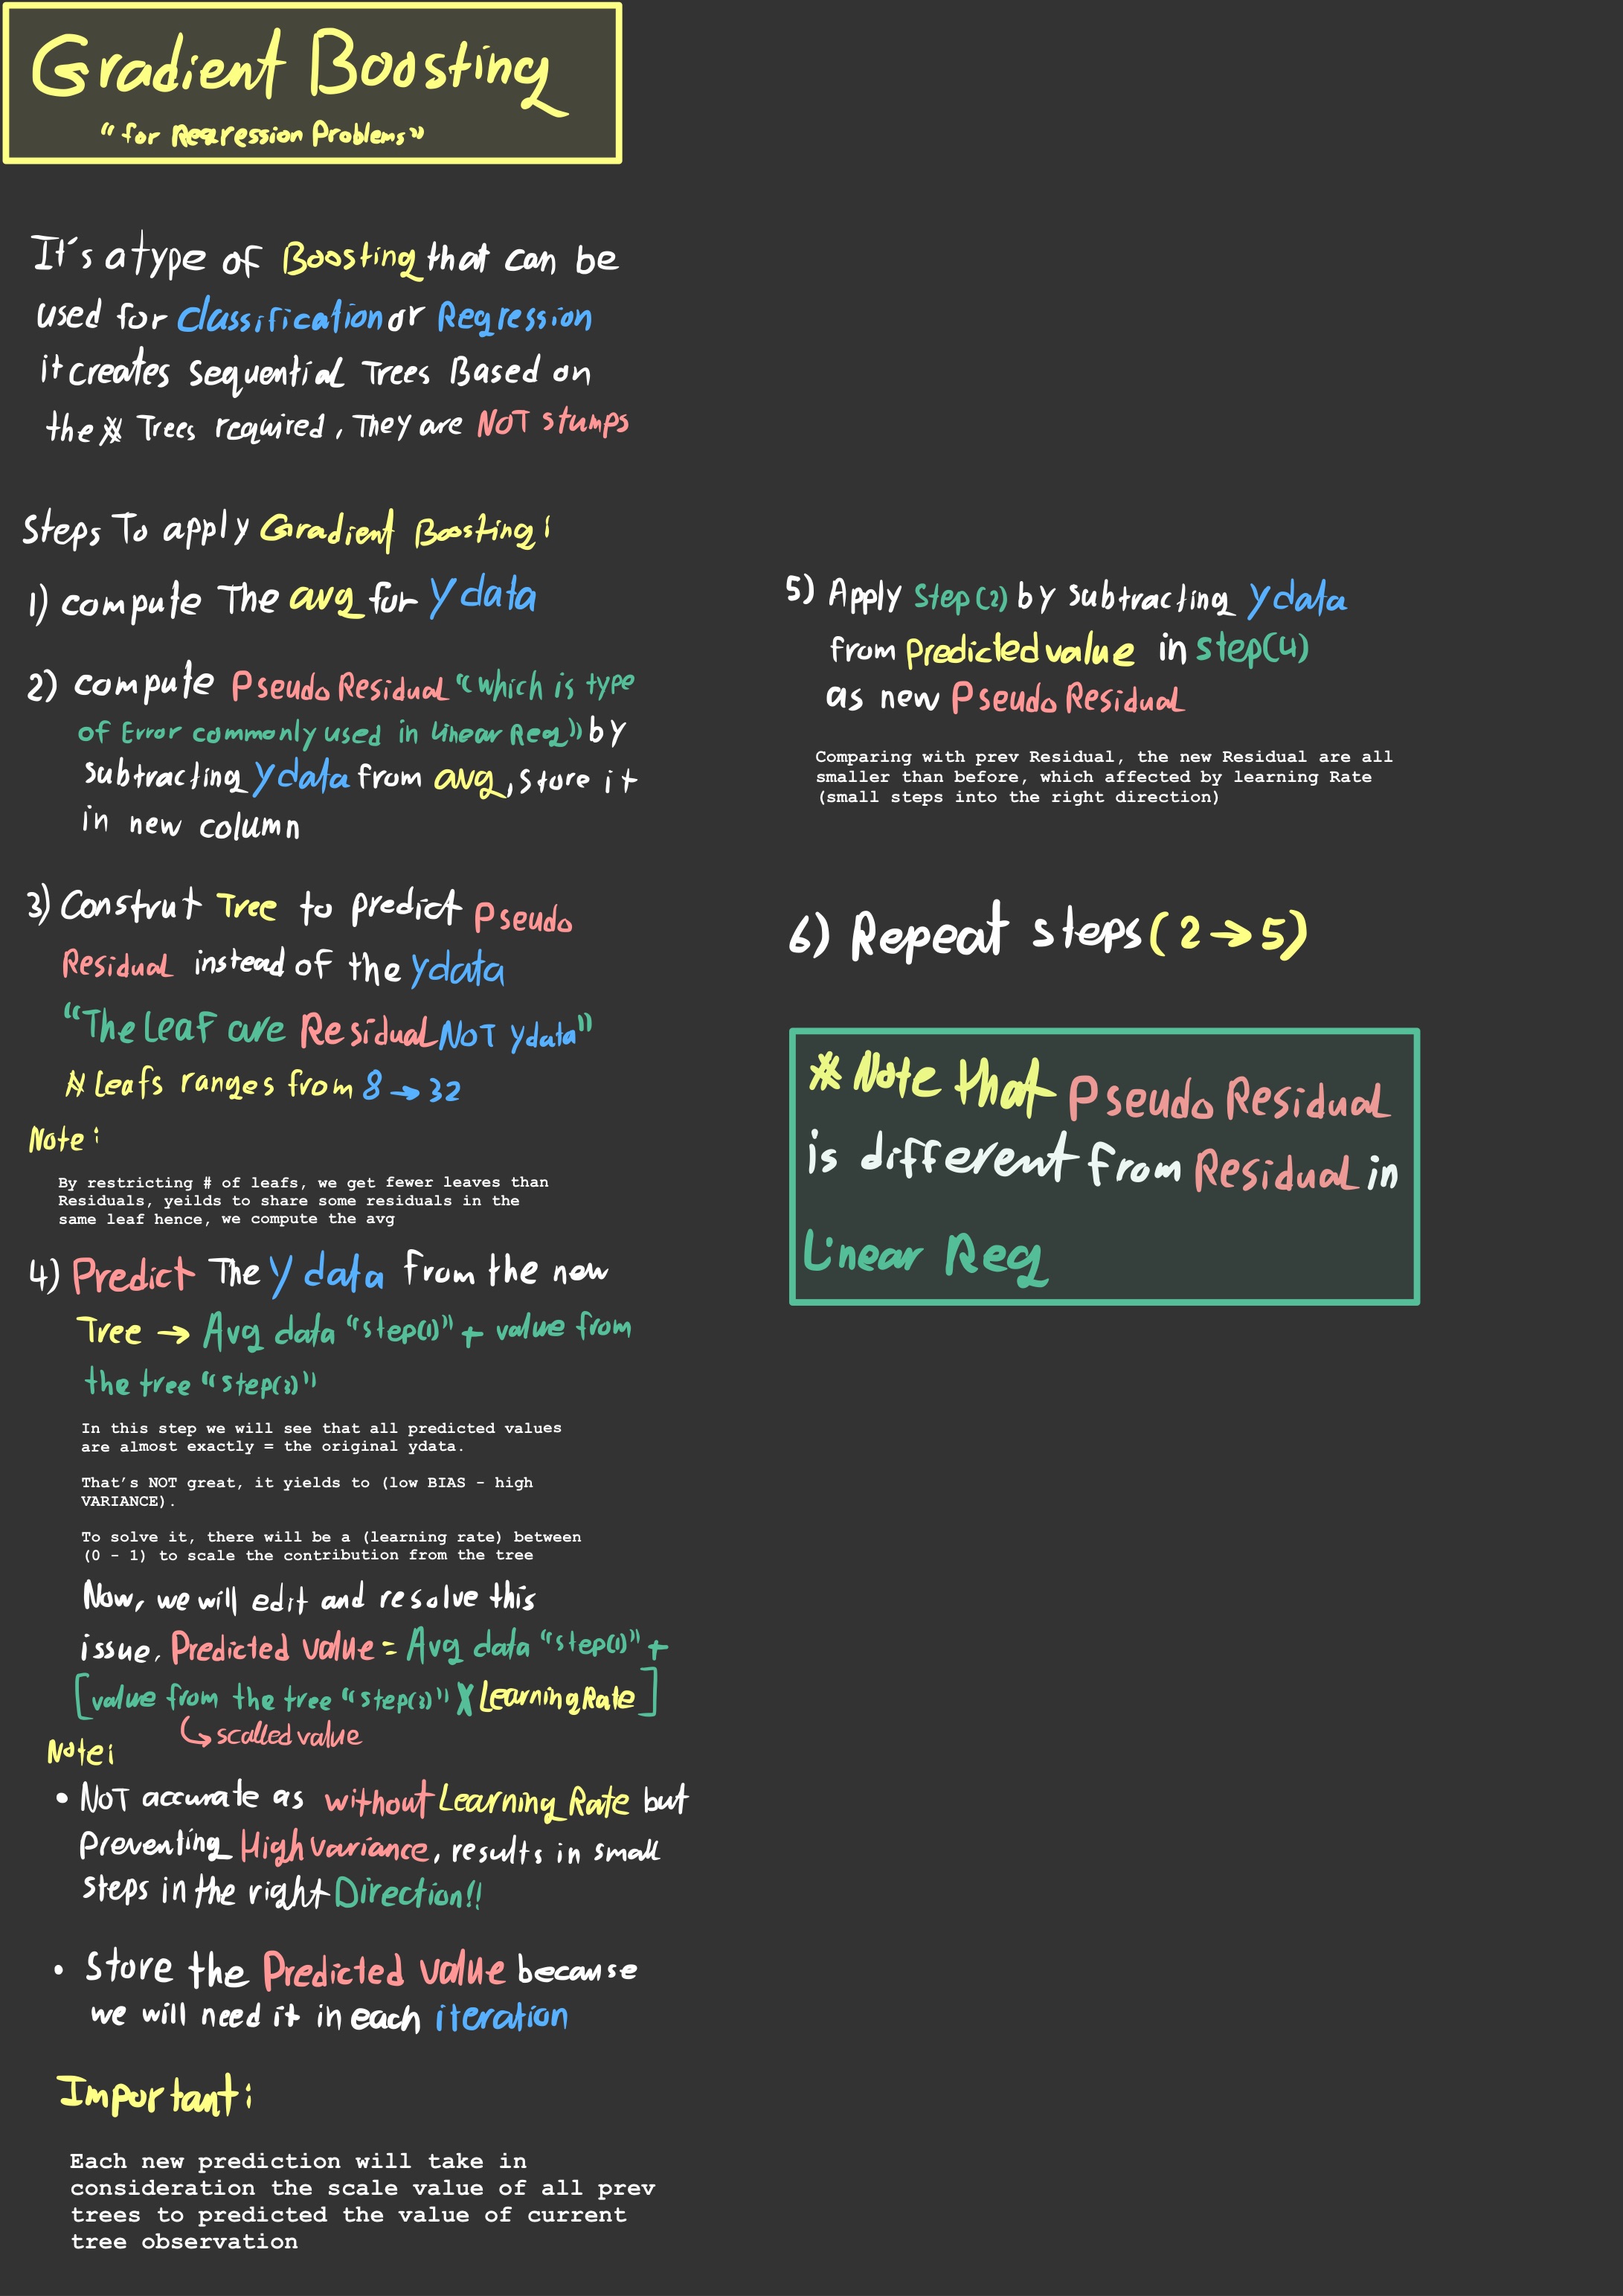 Gradient Boosting
"for Regression Problems"
It's a type of Boosting that can be
used for classification or Regression
it creates sequential Trees Based on
the # Trees required, They are NOT stumps
Steps To apply Gradient Boosting:
1) compute The avg for Y data
2) compute Pseudo Residual "which is type
of Error commonly used in Linear Reg" by
subtracting Y data from avg, store it
in new column
3) Construt Tree to predict Pseudo
Residual instead of the Ydata
"The leaf are Residual NOT Ydata"
# Leafs ranges from 8 → 32
Note:
By restricting # of leafs, we get fewer leaves than
Residuals, yeilds to share some residuals in the
same leaf hence, we compute the avg
4) Predict The Y data from the new
Tree → Avg data "step(1)" + value from
the tree "step(3)"
In this step we will see that all predicted values
are almost exactly = the original ydata.
That's NOT great, it yields to (low BIAS - high
VARIANCE).
To solve it, there will be a (learning rate) between
(0 - 1) to scale the contribution from the tree
Now, we will edit and resolve this
issue. Predicted value = Avg data "step(1)" +
[value from the tree "step(3)" X Learning Rate]
↳ scalled value
Note:
• NOT accurate as without Learning Rate but
Preventing High variance, results in small
steps in the right Direction!!
• Store the Predicted value because
we will need it in each iteration
Important:
Each new prediction will take in
consideration the scale value of all prev
trees to predicted the value of current
tree observation
5) Apply Step(2) by subtracting Y data
from Predicted value in step(4)
as new Pseudo Residual
Comparing with prev Residual, the new Residual are all
smaller than before, which affected by learning Rate
(small steps into the right direction)
6) Repeat steps (2 → 5)
# Note that Pseudo Residual
is different from Residual in
Linear Reg